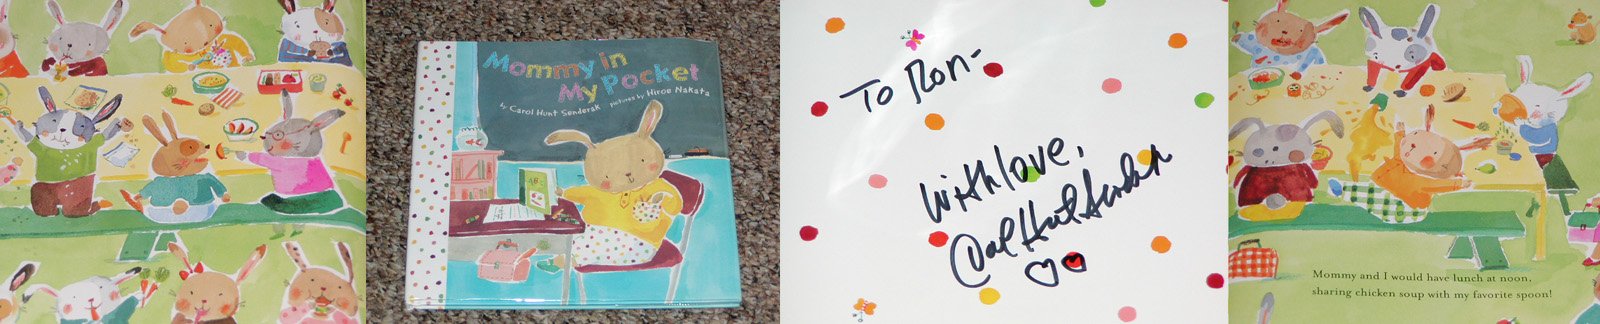 Mommy in
My Pocket
by Carol Hunt Senderak pictures by Hiroe Nakata
To Ron-
With love,
Carol Hunt Senderak
Mommy and I would have lunch at noon,
sharing chicken soup with my favorite spoon!